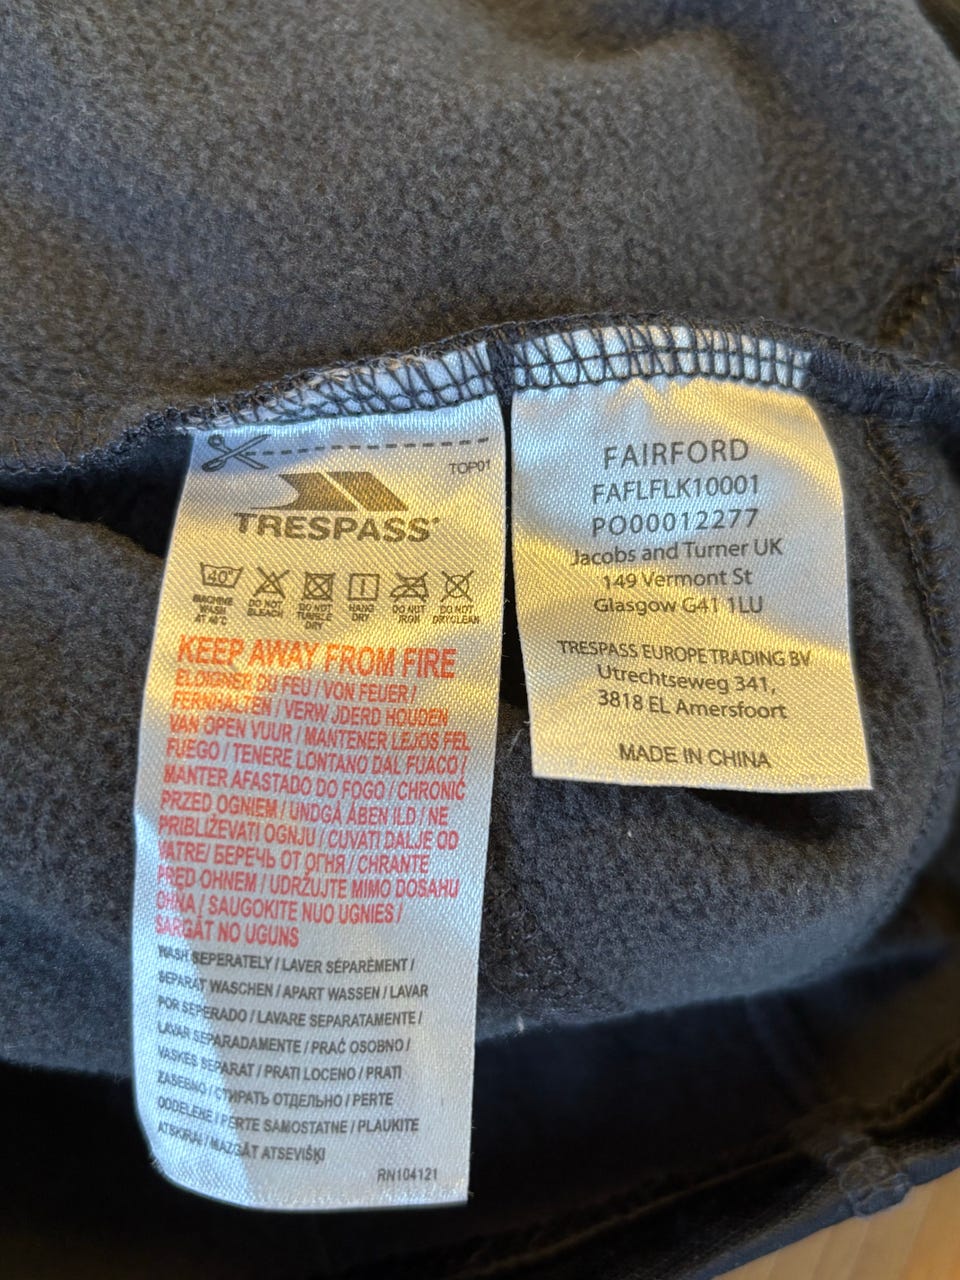 TOP01
TRESPASS
40°
MACHINE
WASH
AT 40°C
DO NOT
BLEACH
DO NOT
TUMBLE
DRY
HANG
DRY
DO NOT
IRON
DO NOT
DRYCLEAN
KEEP AWAY FROM FIRE
ELOIGNER DU FEU / VON FEUER /
FERNHALTEN / VERW JDERD HOUDEN
VAN OPEN VUUR / MANTENER LEJOS FEL
FUEGO / TENERE LONTANO DAL FUACO /
MANTER AFASTADO DO FOGO / CHRONIĆ
PRZED OGNIEM / UNDGÅ ÅBEN ILD / NE
PRIBLIŽEVATI OGNJU / CUVATI DALJE OD
VATRE/ БЕРЕЧЬ ОТ ОГНЯ / CHRANTE
PŘED OHNEM / UDRŽUJTE MIMO DOSAHU
OHŇA / SAUGOKITE NUO UGNIES /
SARGĀT NO UGUNS
WASH SEPERATELY / LAVER SÉPARÉMENT /
SEPARAT WASCHEN / APART WASSEN / LAVAR
POR SEPERADO / LAVARE SEPARATAMENTE /
LAVAR SEPARADAMENTE / PRAĆ OSOBNO /
VASKES SEPARAT / PRATI LOCENO / PRATI
ZASEBNO / СТИРАТЬ ОТДЕЛЬНО / PERTE
ODDELENE / PERTE SAMOSTATNE / PLAUKITE
ATSKIRAI / MAZGĀT ATSEVIŠĶI
RN104121
FAIRFORD
FAFLFLK10001
PO00012277
Jacobs and Turner UK
149 Vermont St
Glasgow G41 1LU
TRESPASS EUROPE TRADING BV
Utrechtseweg 341,
3818 EL Amersfoort
MADE IN CHINA